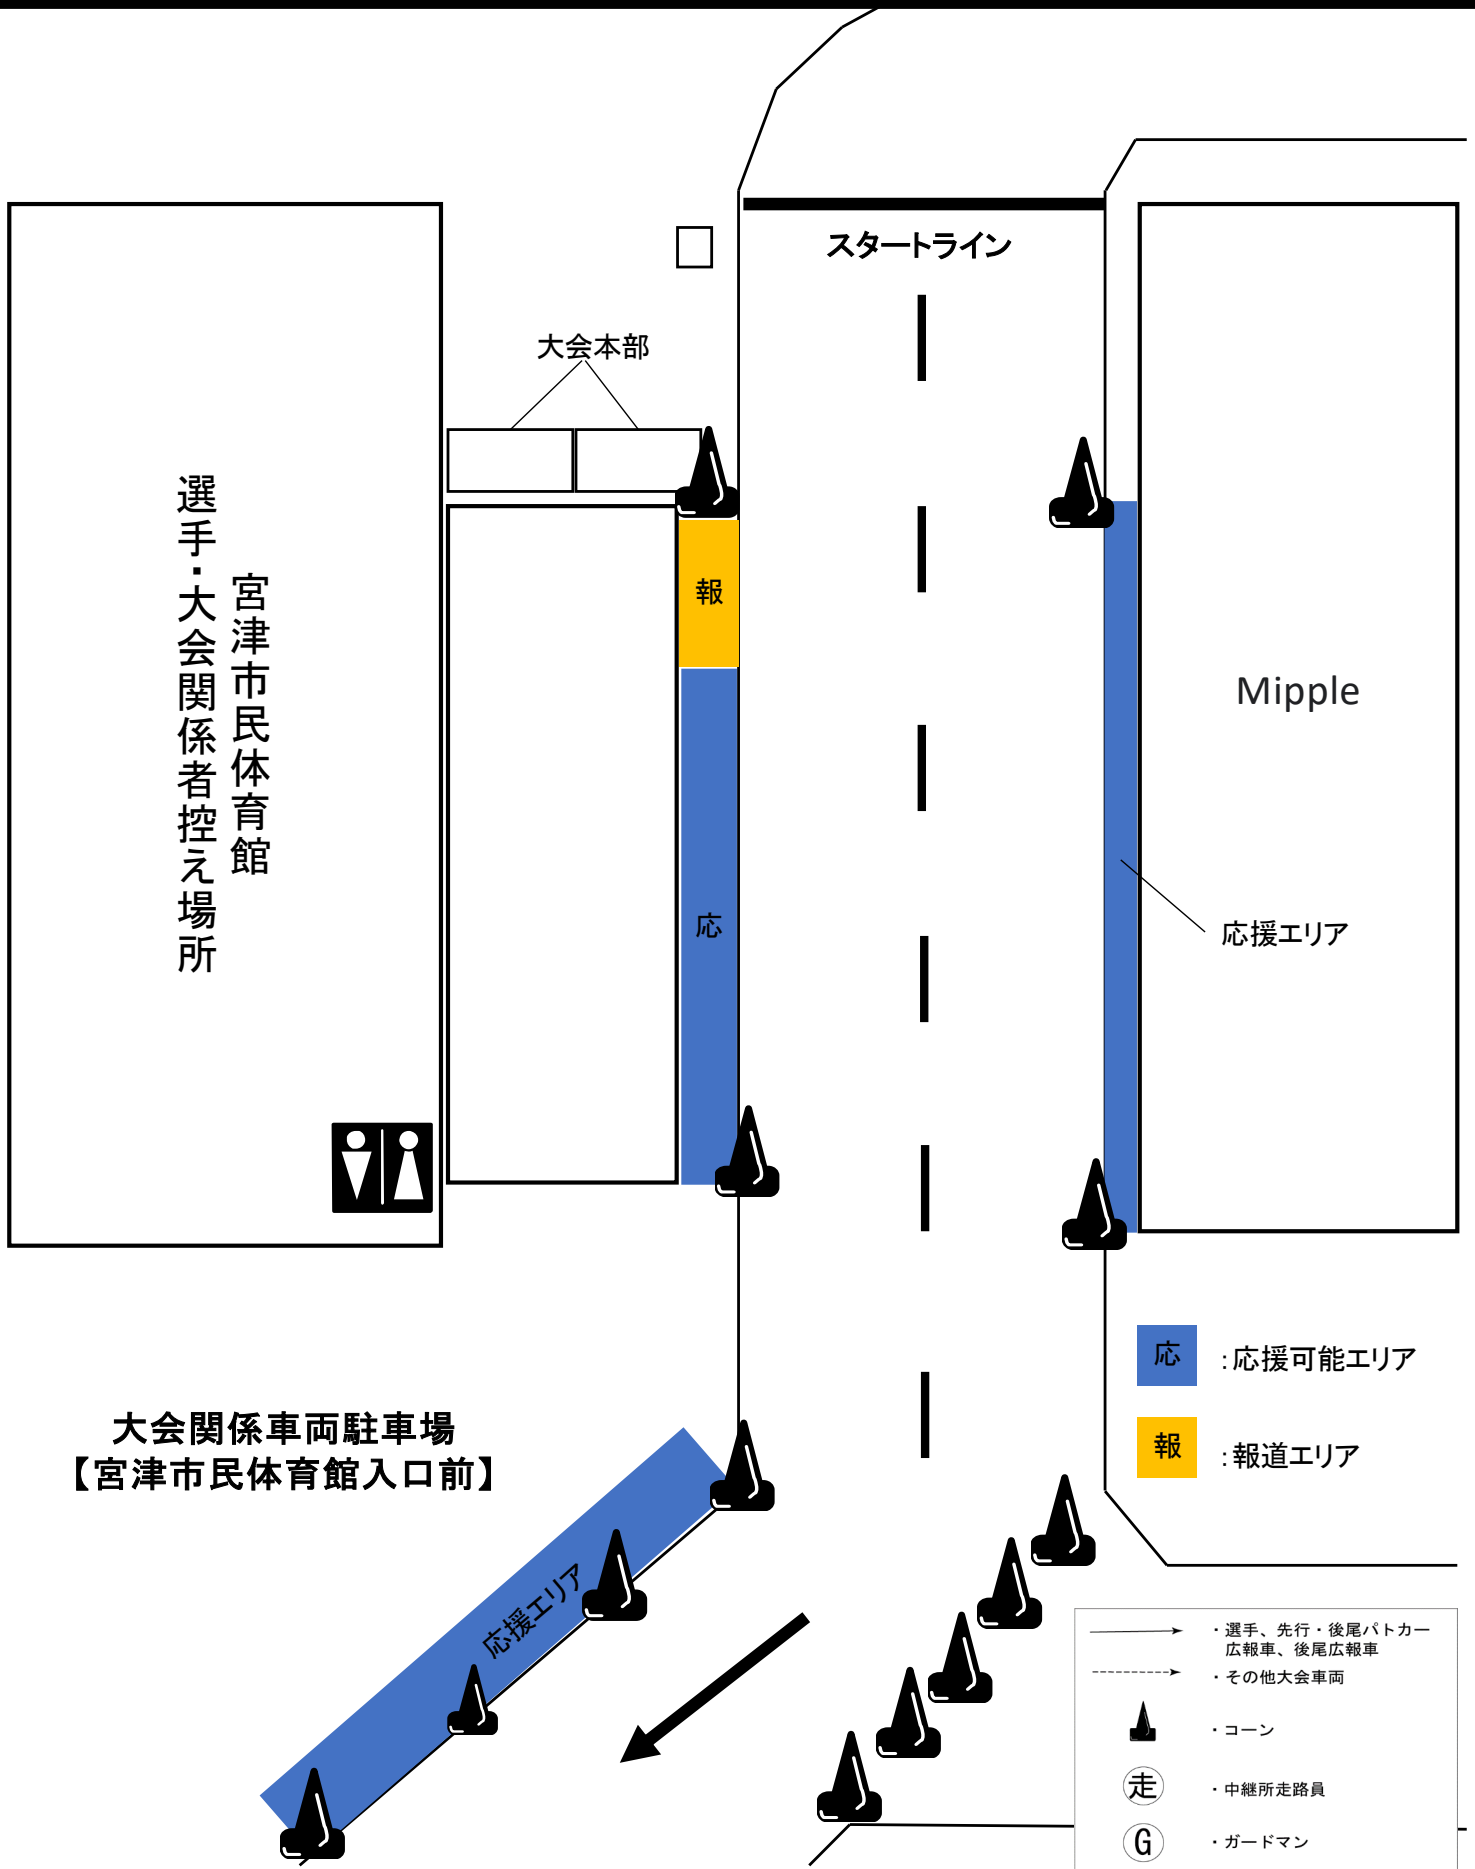 スタートライン
大会本部
宮津市民体育館
選手・大会関係者控え場所
報
応
Mipple
応援エリア
応
：応援可能エリア
報
：報道エリア
大会関係車両駐車場
【宮津市民体育館入口前】
応援エリア
・選手、先行・後尾パトカー
広報車、後尾広報車
・その他大会車両
・コーン
走
・中継所走路員
G
・ガードマン